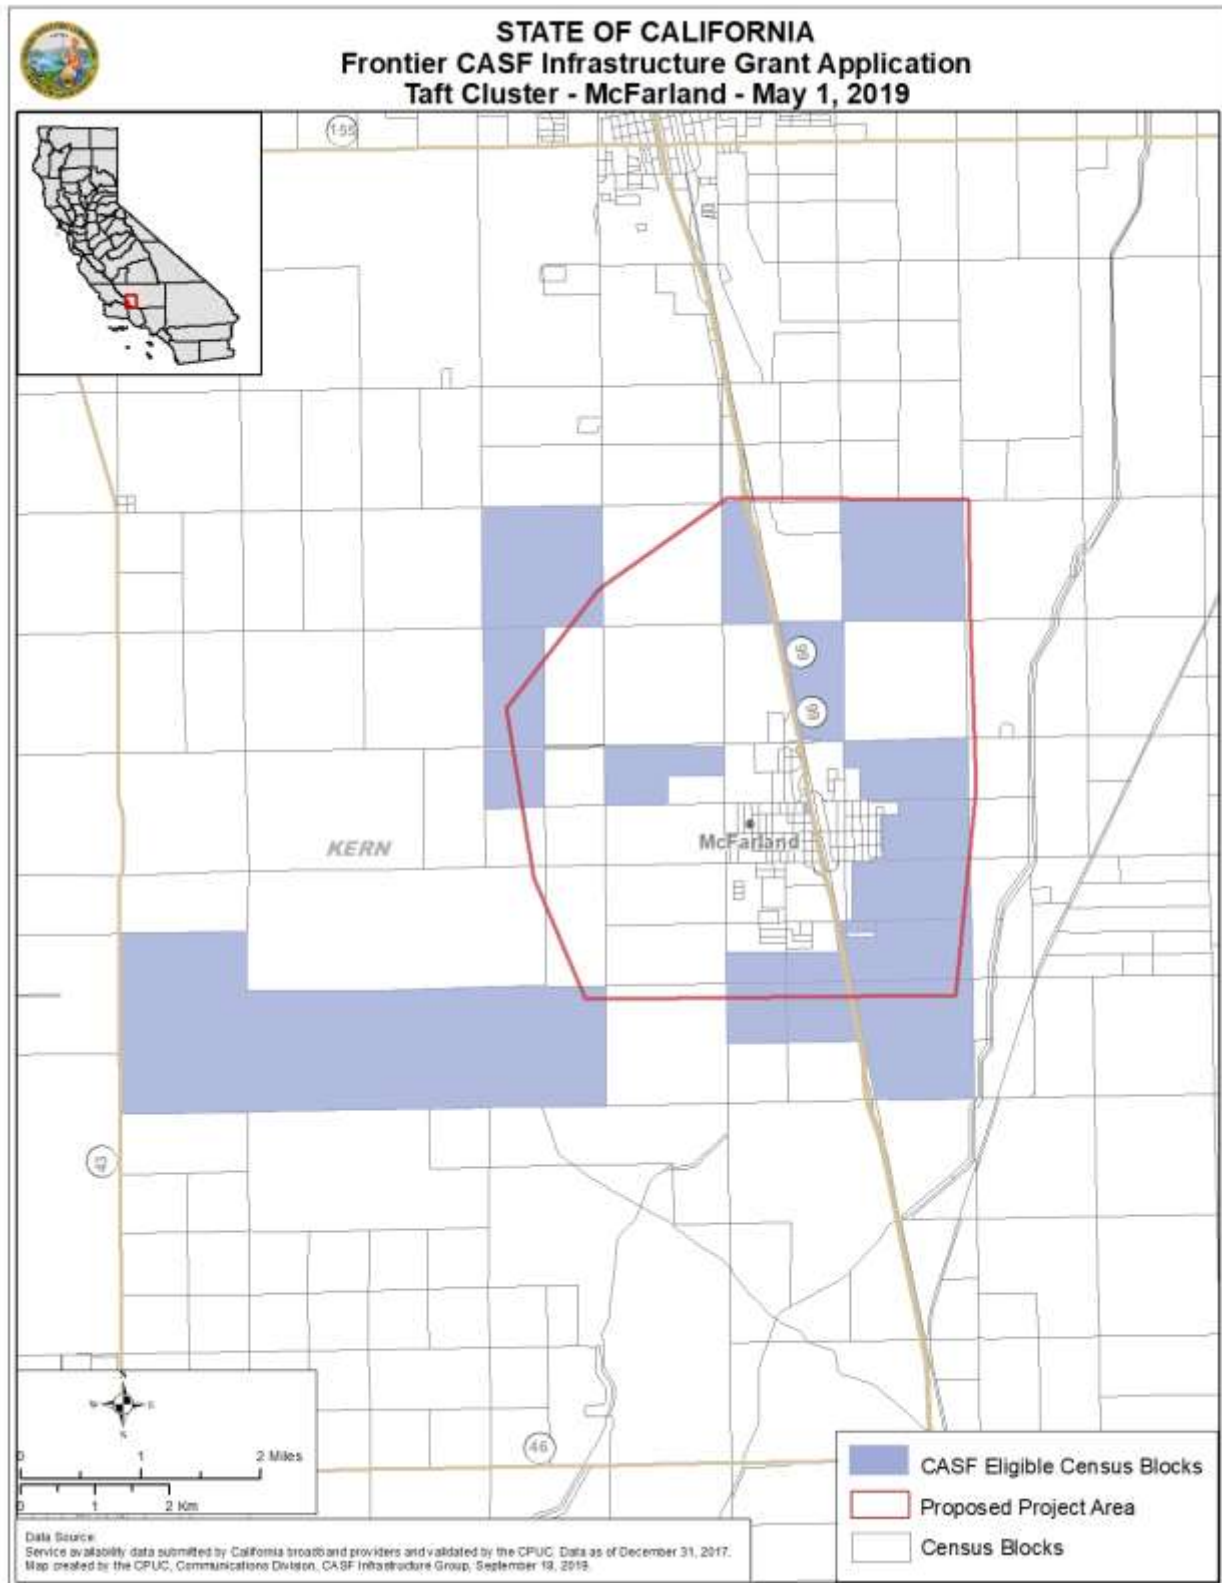 STATE OF CALIFORNIA
Frontier CASF Infrastructure Grant Application
Taft Cluster - McFarland - May 1, 2019
155
99
99
McFarland
KERN
43
46
N
W E
S
0 1 2 Miles
0 1 2 Km
CASF Eligible Census Blocks
Proposed Project Area
Census Blocks
Data Source:
Service availability data submitted by California broadband providers and validated by the CPUC. Data as of December 31, 2017.
Map created by the CPUC, Communications Division, CASF Infrastructure Group, September 18, 2019.